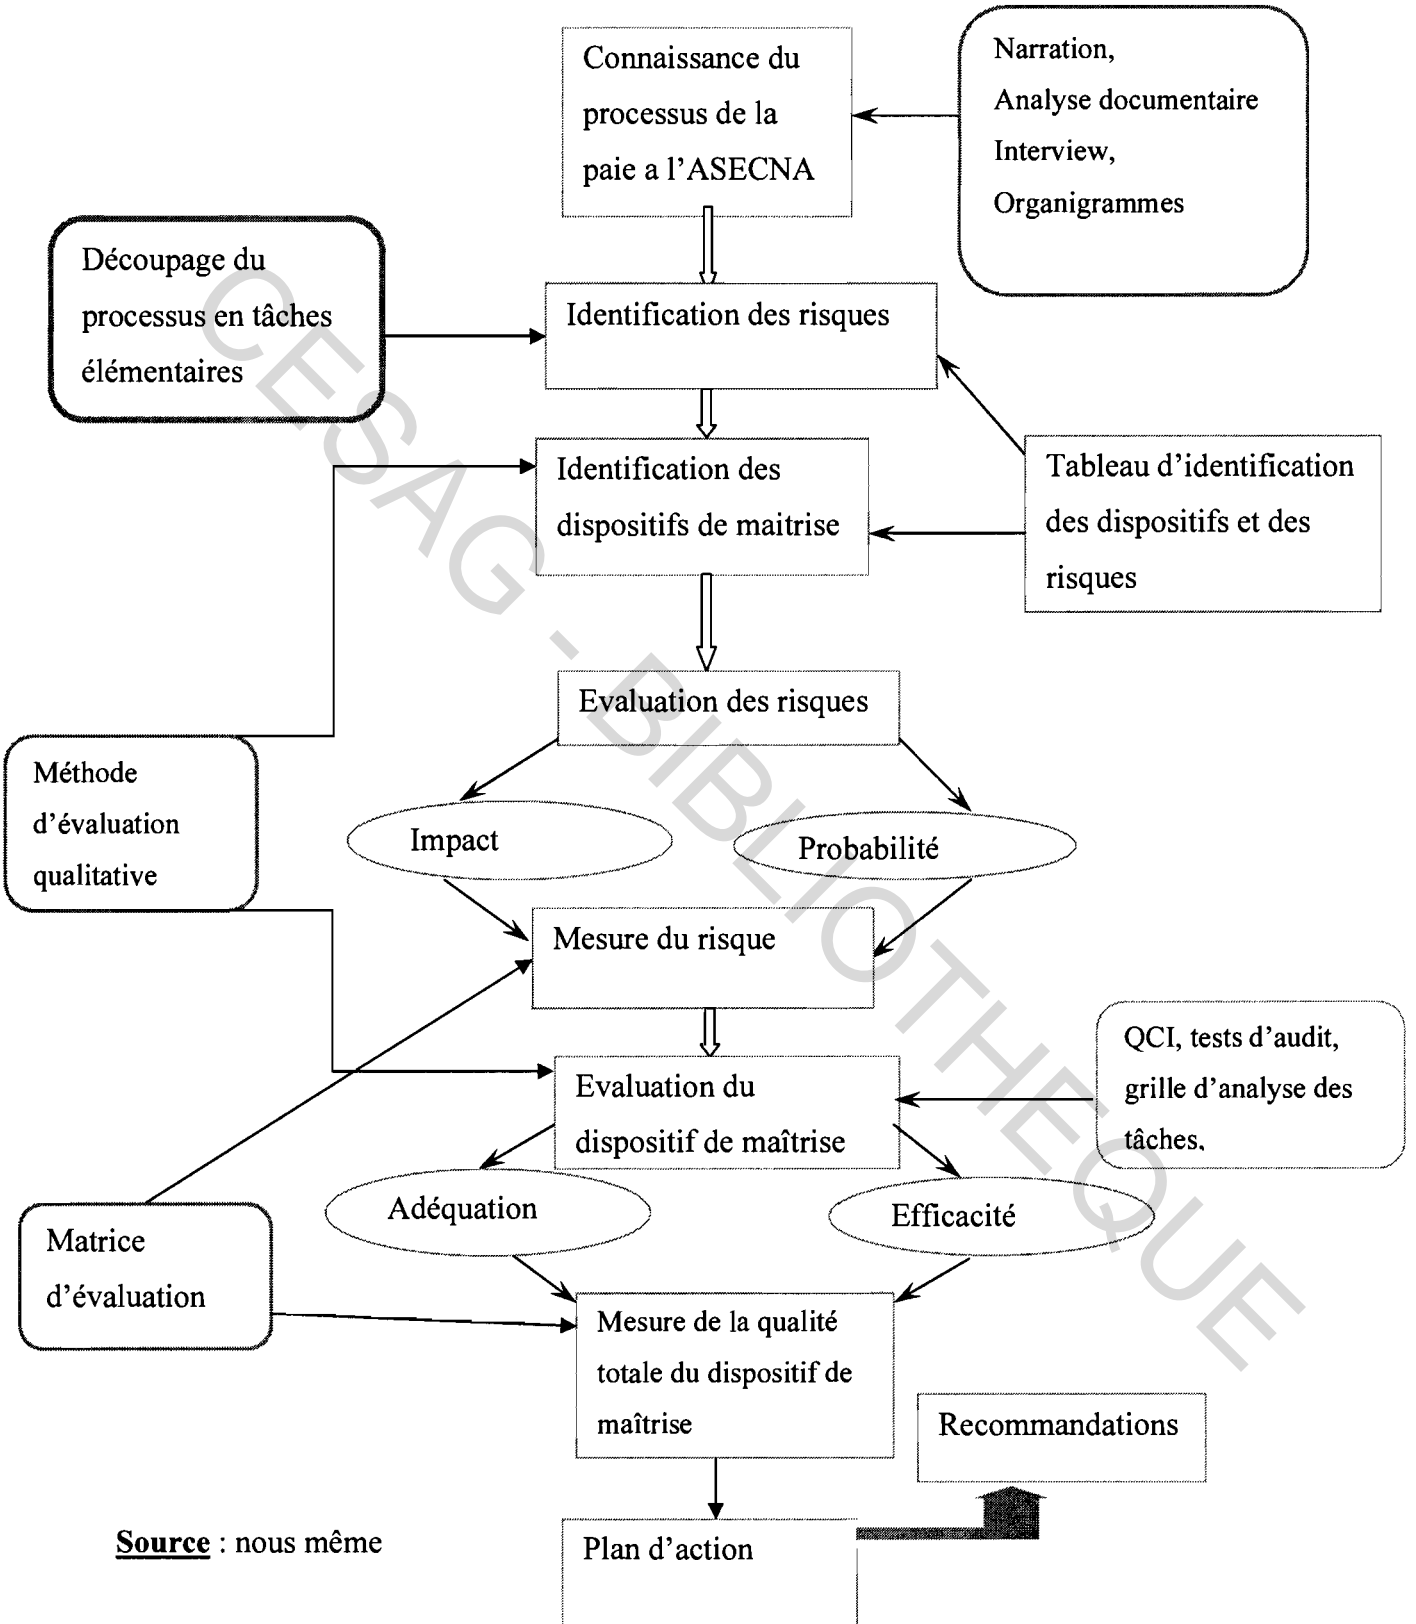 Connaissance du
processus de la
paie a l'ASECNA
Narration,
Analyse documentaire
Interview,
Organigrammes
Découpage du
processus en tâches
élémentaires
Identification des risques
Identification des
dispositifs de maitrise
Tableau d'identification
des dispositifs et des
risques
Evaluation des risques
Méthode
d'évaluation
qualitative
Impact
Probabilité
Mesure du risque
QCI, tests d'audit,
grille d'analyse des
tâches.
Evaluation du
dispositif de maîtrise
Adéquation
Efficacité
Matrice
d'évaluation
Mesure de la qualité
totale du dispositif de
maîtrise
Recommandations
Plan d'action
Source : nous même
CESAG - BIBLIOTHEQUE